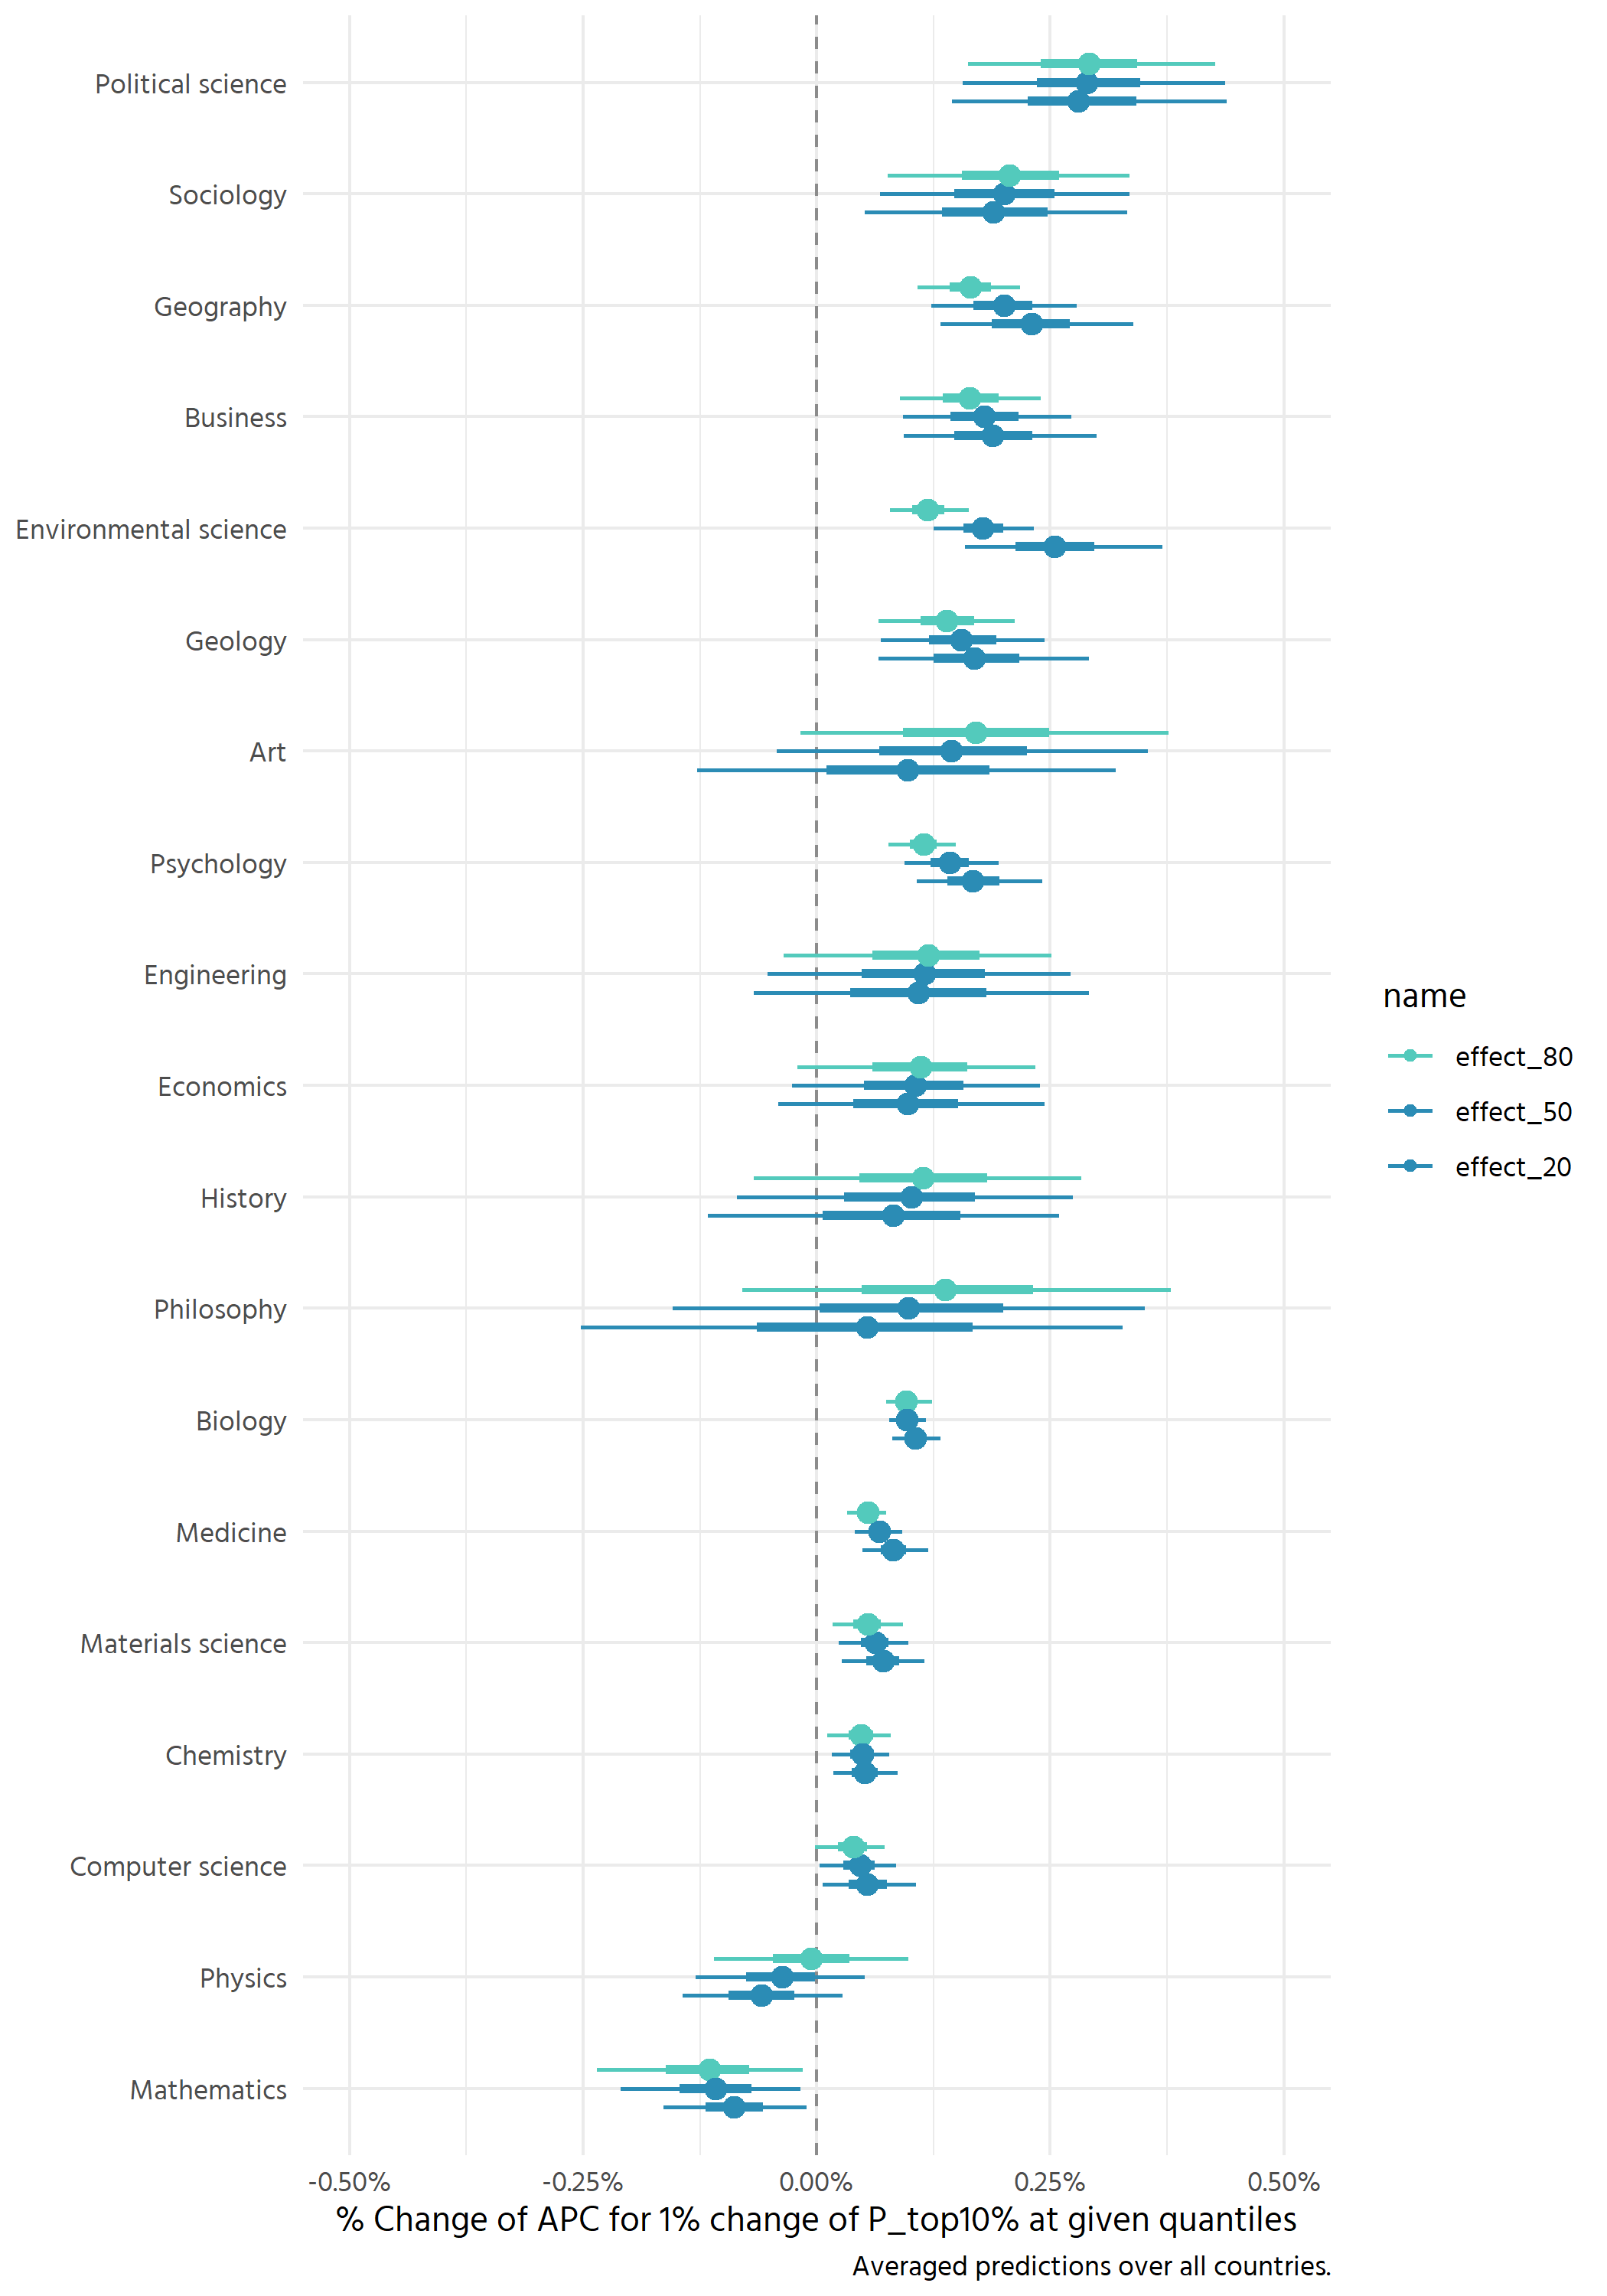 Political science
Sociology
Geography
Business
Environmental science
Geology
Art
Psychology
Engineering
Economics
History
Philosophy
Biology
Medicine
Materials science
Chemistry
Computer science
Physics
Mathematics
-0.50% -0.25% 0.00% 0.25% 0.50%
% Change of APC for 1% change of P_top10% at given quantiles
Averaged predictions over all countries.
name
effect_80
effect_50
effect_20